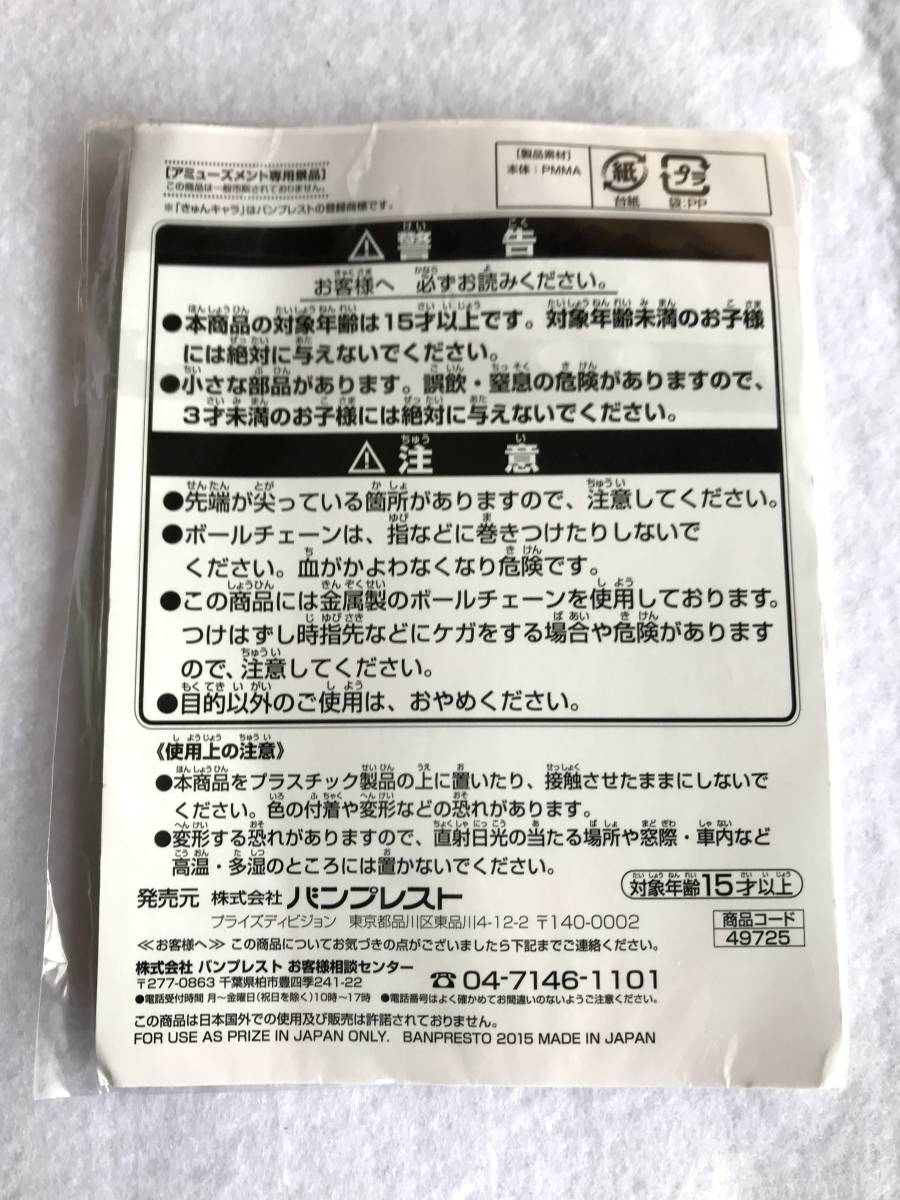 【アミューズメント専用景品】
この商品は一般市販されておりません。
※「きゅんキャラ」はバンプレストの登録商標です。
【製品素材】
本体：PMMA
紙
台紙
プラ
袋：PP
⚠警告
お客様へ 必ずお読みください。
●本商品の対象年齢は15才以上です。対象年齢未満のお子様
には絶対に与えないでください。
●小さな部品があります。誤飲・窒息の危険がありますので、
3才未満のお子様には絶対に与えないでください。
⚠注意
●先端が尖っている箇所がありますので、注意してください。
●ボールチェーンは、指などに巻きつけたりしないで
ください。血がかよわなくなり危険です。
●この商品には金属製のボールチェーンを使用しております。
つけはずし時指先などにケガをする場合や危険があります
ので、注意してください。
●目的以外のご使用は、おやめください。
《使用上の注意》
●本商品をプラスチック製品の上に置いたり、接触させたままにしないで
ください。色の付着や変形などの恐れがあります。
●変形する恐れがありますので、直射日光の当たる場所や窓際・車内など
高温・多湿のところには置かないでください。
対象年齢15才以上
発売元 株式会社 バンプレスト
プライズディビジョン 東京都品川区東品川4-12-2 〒140-0002
商品コード
49725
≪お客様へ≫ この商品についてお気づきの点がございましたら下記までご連絡ください。
株式会社 バンプレスト お客様相談センター
〒277-0863 千葉県柏市豊四季241-22
☎04-7146-1101
●電話受付時間 月～金曜日(祝日を除く)10時～17時 ●電話番号はよく確かめてお間違いのないようご注意ください。
この商品は日本国外での使用及び販売は許諾されておりません。
FOR USE AS PRIZE IN JAPAN ONLY. BANPRESTO 2015 MADE IN JAPAN